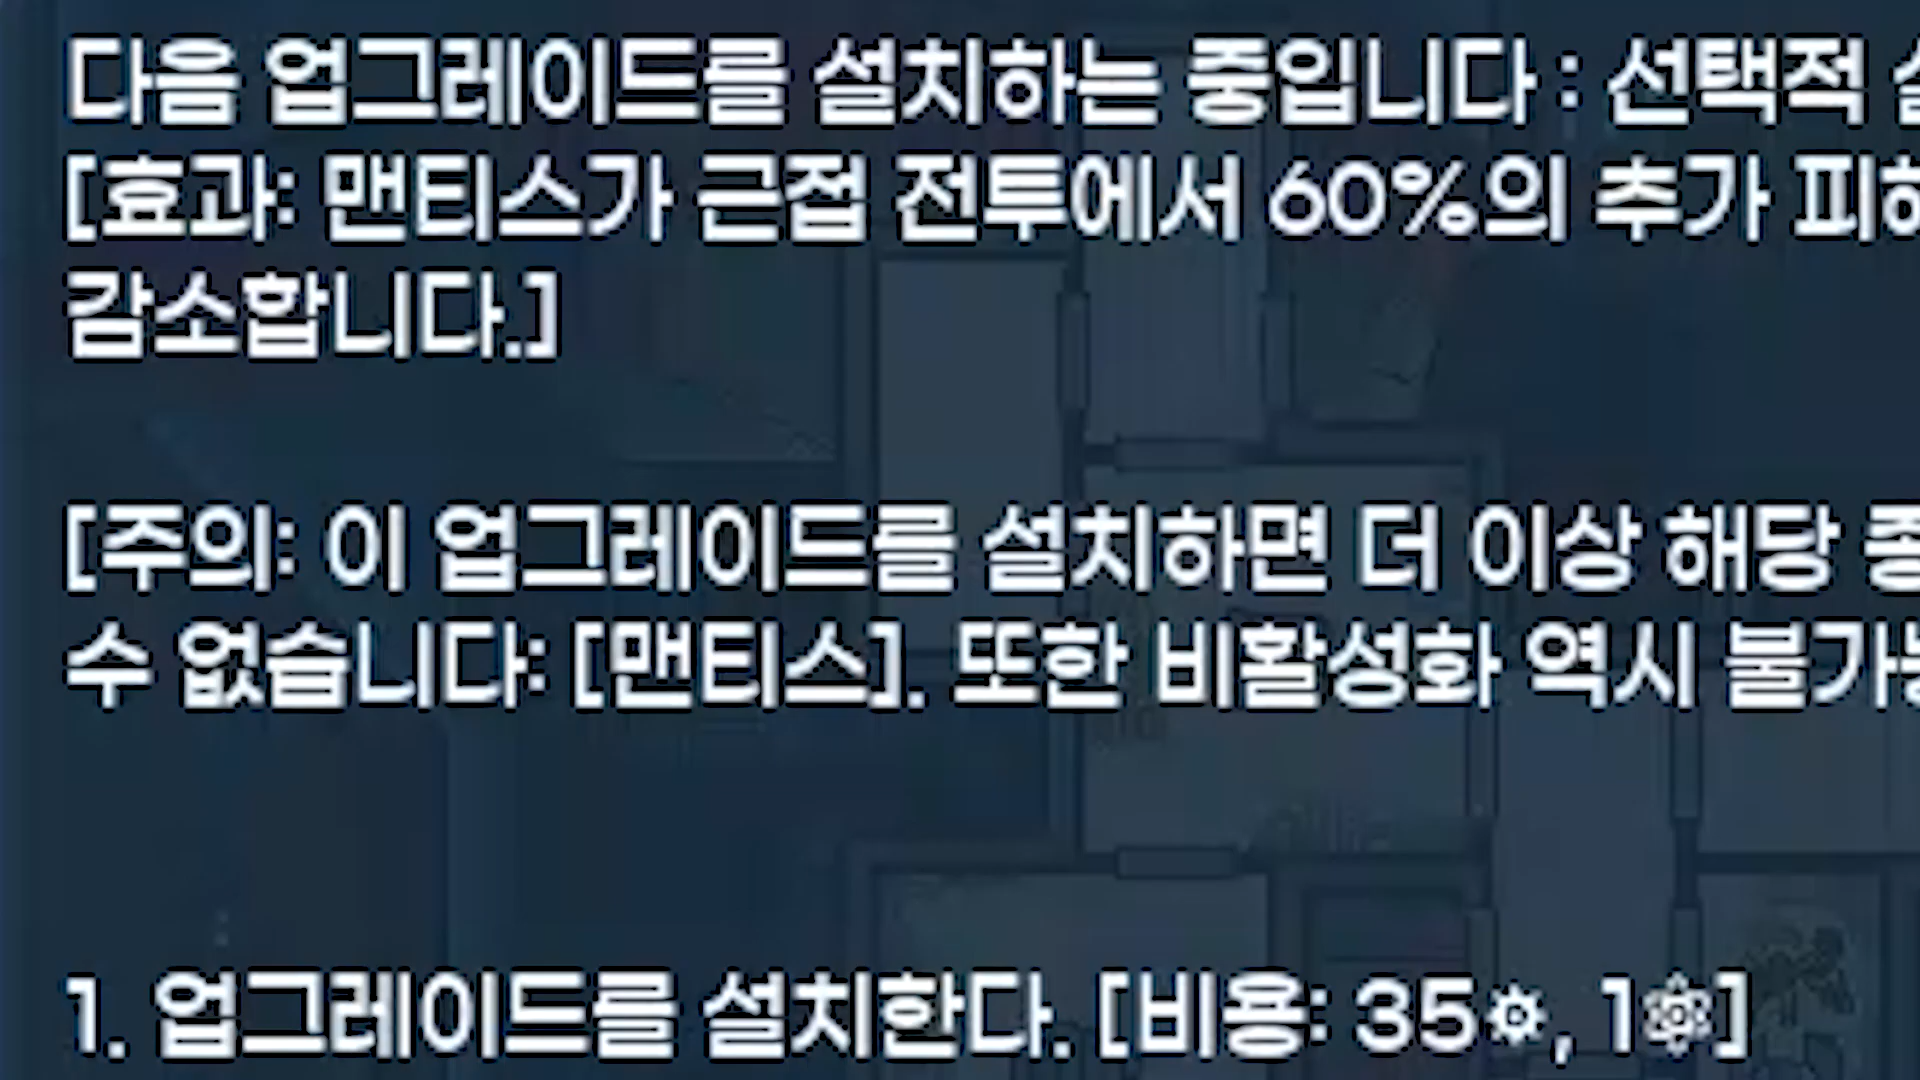 다음 업그레이드를 설치하는 중입니다 : 선택적
[효과: 맨티스가 근접 전투에서 60%의 추가
감소합니다.]
[주의: 이 업그레이드를 설치하면 더 이상 해당
수 없습니다: [맨티스]. 또한 비활성화 역시
1. 업그레이드를 설치한다. [비용: 35⚙, 1⚛]